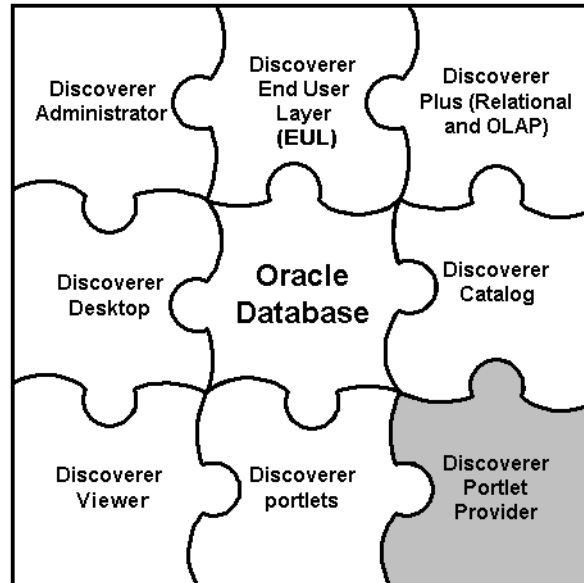 Discoverer
Administrator
Discoverer
End User
Layer
(EUL)
Discoverer
Plus (Relational
and OLAP)
Discoverer
Desktop
Oracle
Database
Discoverer
Catalog
Discoverer
Viewer
Discoverer
portlets
Discoverer
Portlet
Provider